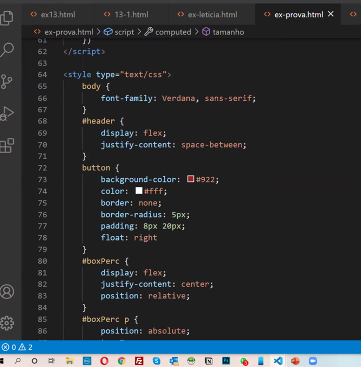 ex13.html
13-1.html
ex-leticia.html
ex-prova.html
ex-prova.html > script > computed > tamanho
61 })
62 </script>
63
64 <style type="text/css">
65 body {
66 font-family: Verdana, sans-serif;
67 }
68 #header {
69 display: flex;
70 justify-content: space-between;
71 }
72 button {
73 background-color: #922;
74 color: #fff;
75 border: none;
76 border-radius: 5px;
77 padding: 8px 20px;
78 float: right
79 }
80 #boxPerc {
81 display: flex;
82 justify-content: center;
83 position: relative;
84 }
85 #boxPerc p {
86 position: absolute;
0 2